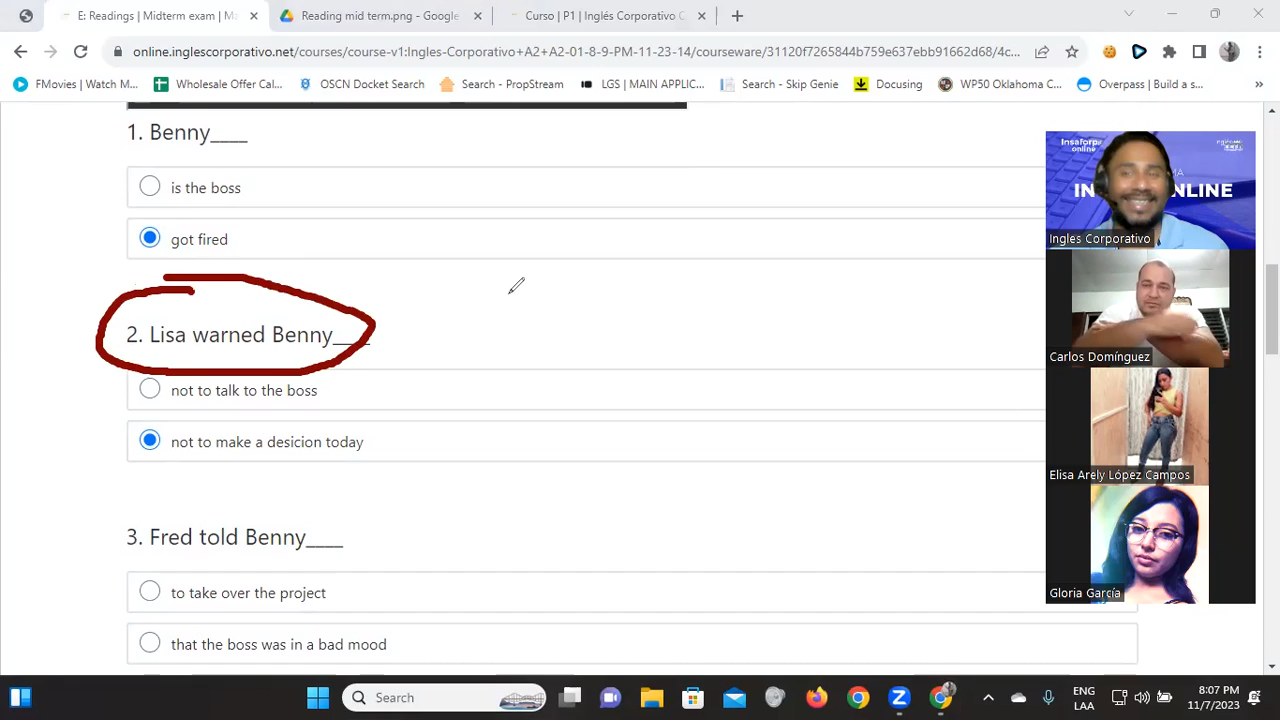 E: Readings | Midterm exam | Ma
Reading mid term.png - Google
Curso | P1 | Inglés Corporativo C
online.inglescorporativo.net/courses/course-v1:Ingles-Corporativo+A2+A2-01-8-9-PM-11-23-14/courseware/31120f7265844b759e637ebb91662d68/4c...
FMovies | Watch M...
Wholesale Offer Cal...
OSCN Docket Search
Search - PropStream
LGS | MAIN APPLIC...
Search - Skip Genie
Docusing
WP50 Oklahoma C...
Overpass | Build a s...
»
1. Benny____
is the boss
got fired
2. Lisa warned Benny____
not to talk to the boss
not to make a desicion today
3. Fred told Benny____
to take over the project
that the boss was in a bad mood
Insaforp
online
IN NLINE
Ingles Corporativo
Carlos Domínguez
Elisa Arely López Campos
Gloria García
Search
ENG
LAA
8:07 PM
11/7/2023